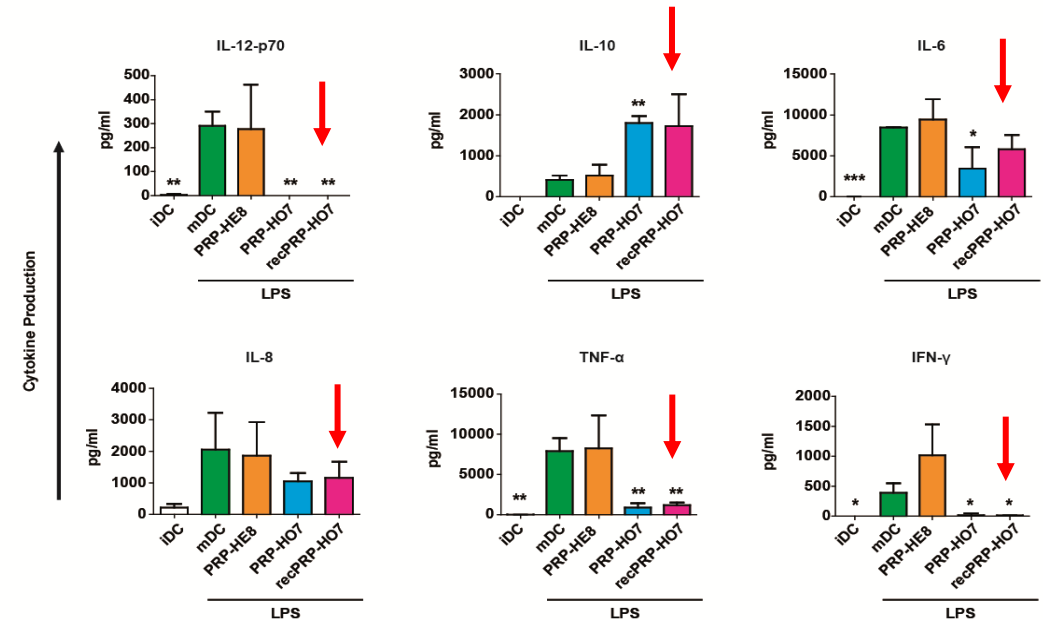 IL-12-p70
500
400
300
200
100
0
pg/ml
**
**
**
iDC
mDC
PRP-HE8
PRP-HO7
recPRP-HO7
LPS
IL-10
3000
2000
1000
0
pg/ml
**
iDC
mDC
PRP-HE8
PRP-HO7
recPRP-HO7
LPS
IL-6
15000
10000
5000
0
pg/ml
***
*
iDC
mDC
PRP-HE8
PRP-HO7
recPRP-HO7
LPS
Cytokine Production
IL-8
4000
3000
2000
1000
0
pg/ml
iDC
mDC
PRP-HE8
PRP-HO7
recPRP-HO7
LPS
TNF-α
15000
10000
5000
0
pg/ml
**
**
**
iDC
mDC
PRP-HE8
PRP-HO7
recPRP-HO7
LPS
IFN-γ
2000
1500
1000
500
0
pg/ml
*
*
*
iDC
mDC
PRP-HE8
PRP-HO7
recPRP-HO7
LPS